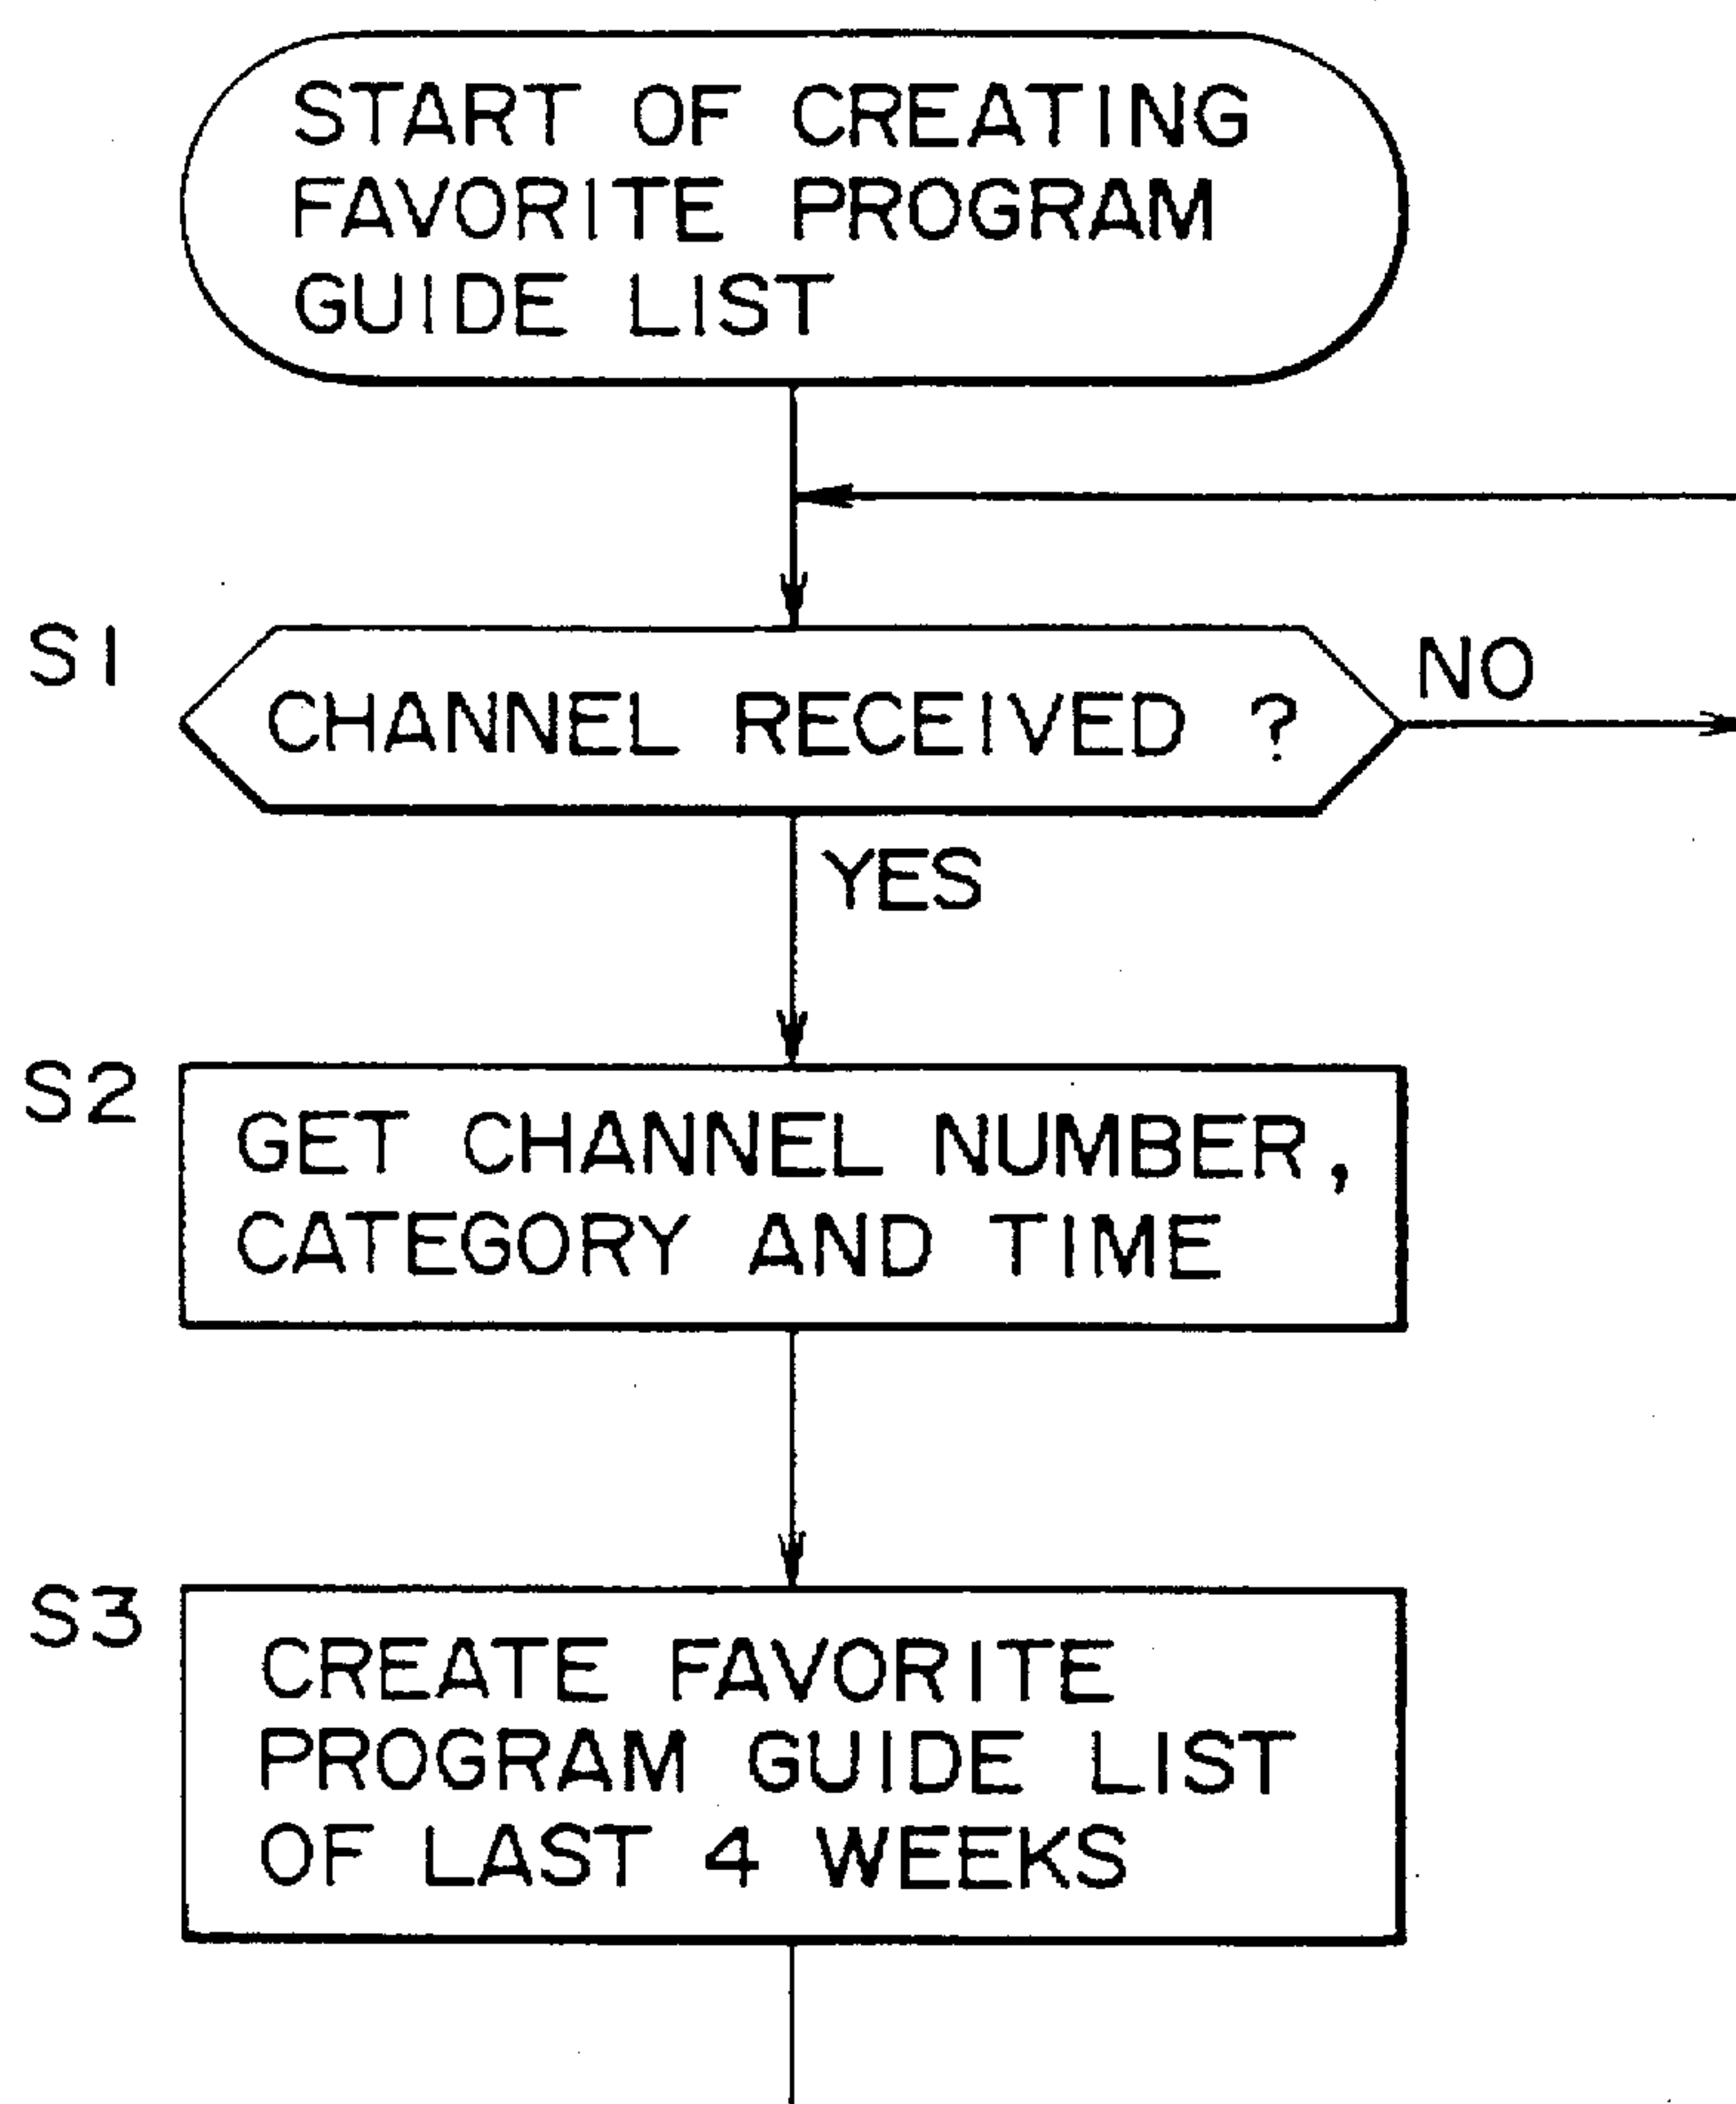 START OF CREATING
FAVORITE PROGRAM
GUIDE LIST
S1
CHANNEL RECEIVED ?
NO
YES
S2
GET CHANNEL NUMBER,
CATEGORY AND TIME
S3
CREATE FAVORITE
PROGRAM GUIDE LIST
OF LAST 4 WEEKS